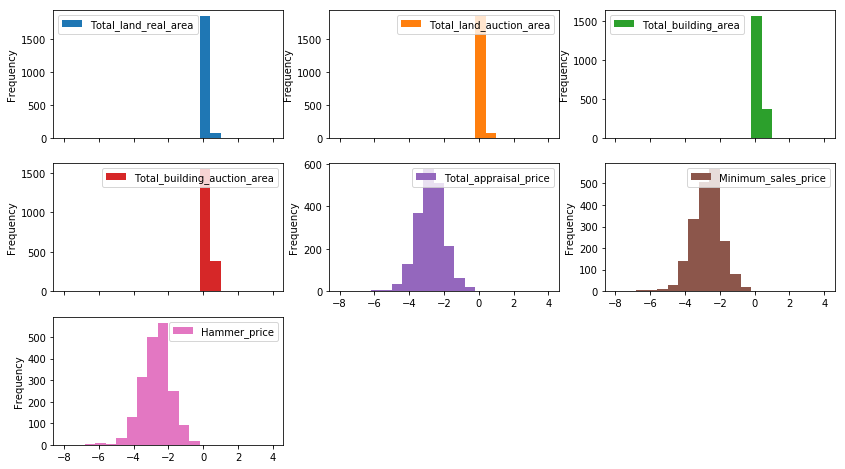 Total_land_real_area
Frequency
1500
1000
500
0
Total_land_auction_area
Frequency
1500
1000
500
0
Total_building_area
Frequency
1500
1000
500
0
Total_building_auction_area
Frequency
1500
1000
500
0
Total_appraisal_price
Frequency
600
400
200
0
−8 −6 −4 −2 0 2 4
Minimum_sales_price
Frequency
500
400
300
200
100
0
−8 −6 −4 −2 0 2 4
Hammer_price
Frequency
500
400
300
200
100
0
−8 −6 −4 −2 0 2 4